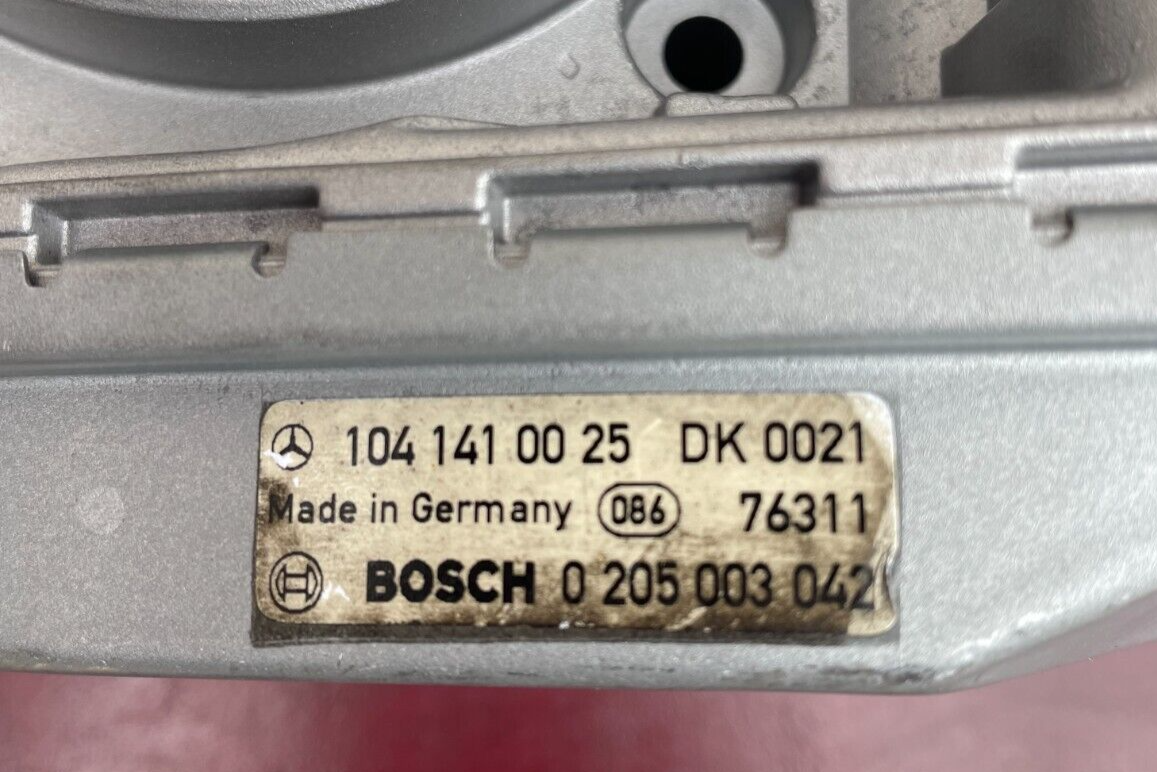 104 141 00 25 DK 0021
Made in Germany 086 76311
BOSCH 0 205 003 042